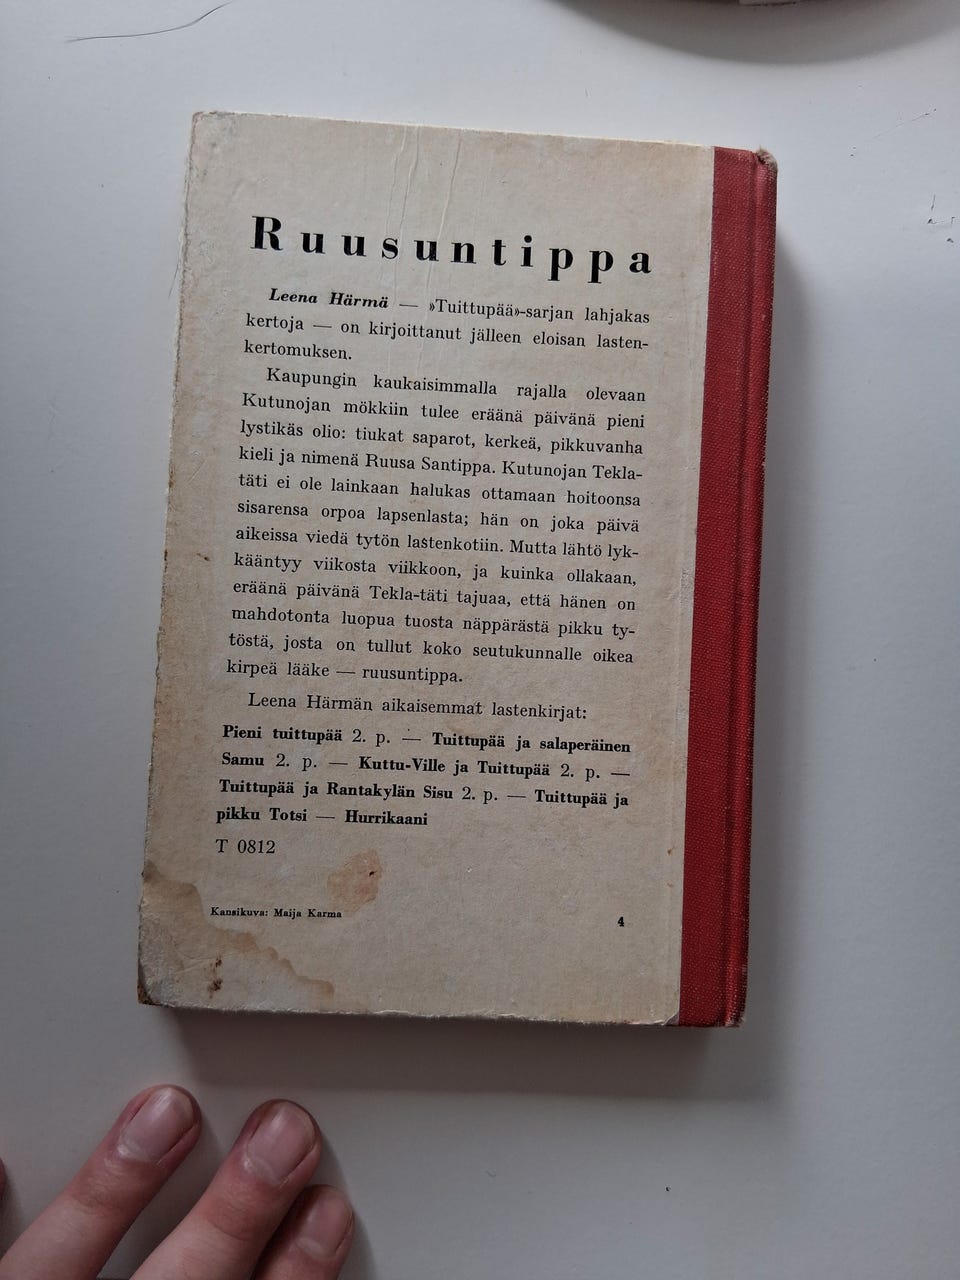 Ruusuntippa
Leena Härmä — »Tuittupää»-sarjan lahjakas
kertoja — on kirjoittanut jälleen eloisan lasten-
kertomuksen.
Kaupungin kaukaisimmalla rajalla olevaan
Kutunojan mökkiin tulee eräänä päivänä pieni
lystikäs olio: tiukat saparot, kerkeä, pikkuvanha
kieli ja nimenä Ruusa Santippa. Kutunojan Tekla-
täti ei ole lainkaan halukas ottamaan hoitoonsa
sisarensa orpoa lapsenlasta; hän on joka päivä
aikeissa viedä tytön lastenkotiin. Mutta lähtö lyk-
kääntyy viikosta viikkoon, ja kuinka ollakaan,
eräänä päivänä Tekla-täti tajuaa, että hänen on
mahdotonta luopua tuosta näppärästä pikku ty-
töstä, josta on tullut koko seutukunnalle oikea
kirpeä lääke — ruusuntippa.
Leena Härmän aikaisemmat lastenkirjat:
Pieni tuittupää 2. p. — Tuittupää ja salaperäinen
Samu 2. p. — Kuttu-Ville ja Tuittupää 2. p. —
Tuittupää ja Rantakylän Sisu 2. p. — Tuittupää ja
pikku Totsi — Hurrikaani
T 0812
Kansikuva: Maija Karma
4